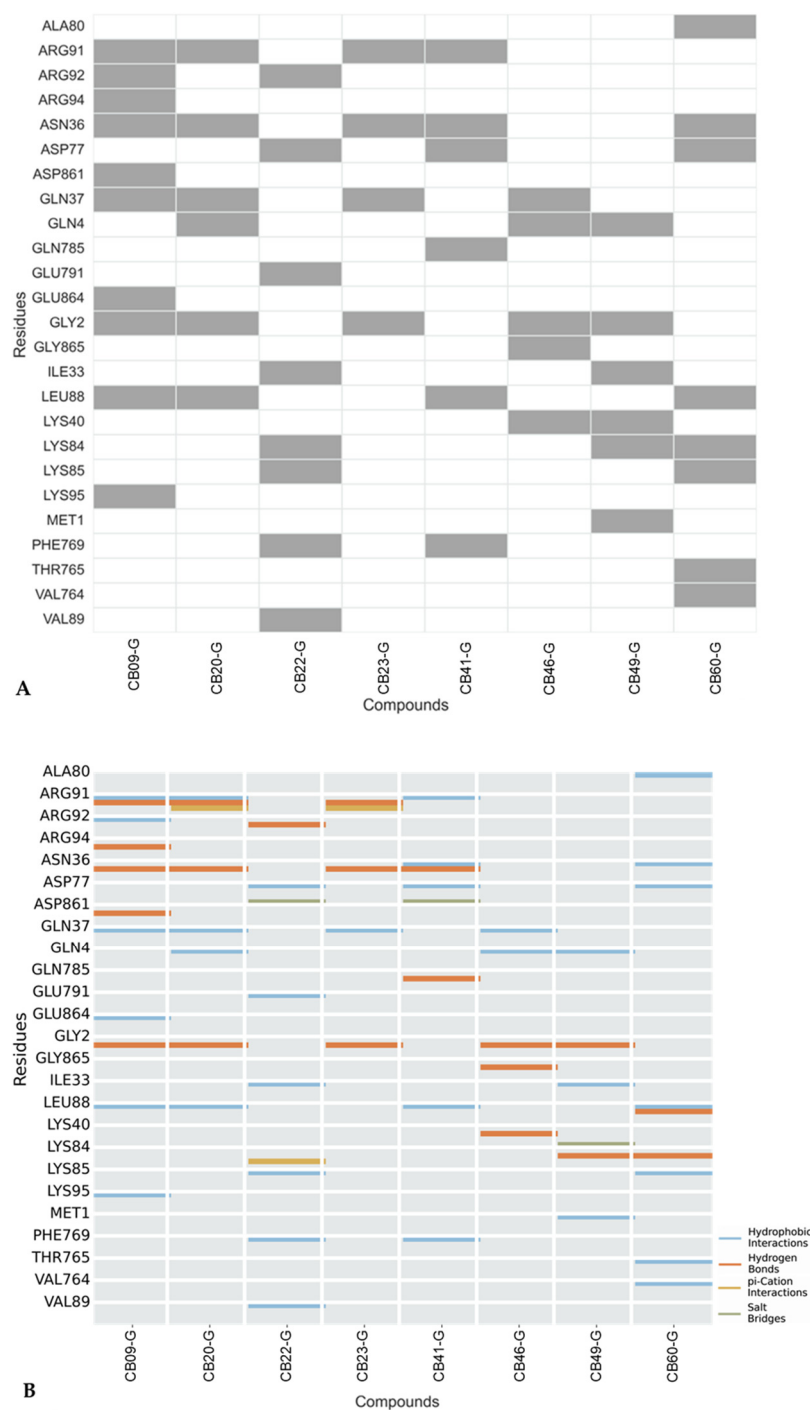 ALA80
ARG91
ARG92
ARG94
ASN36
ASP77
ASP861
GLN37
GLN4
GLN785
GLU791
GLU864
GLY2
GLY865
ILE33
LEU88
LYS40
LYS84
LYS85
LYS95
MET1
PHE769
THR765
VAL764
VAL89
Residues
CB09-G
CB20-G
CB22-G
CB23-G
CB41-G
CB46-G
CB49-G
CB60-G
A
Compounds
ALA80
ARG91
ARG92
ARG94
ASN36
ASP77
ASP861
GLN37
GLN4
GLN785
GLU791
GLU864
GLY2
GLY865
ILE33
LEU88
LYS40
LYS84
LYS85
LYS95
MET1
PHE769
THR765
VAL764
VAL89
Residues
Hydrophobic
Interactions
Hydrogen
Bonds
pi-Cation
Interactions
Salt
Bridges
CB09-G
CB20-G
CB22-G
CB23-G
CB41-G
CB46-G
CB49-G
CB60-G
B
Compounds